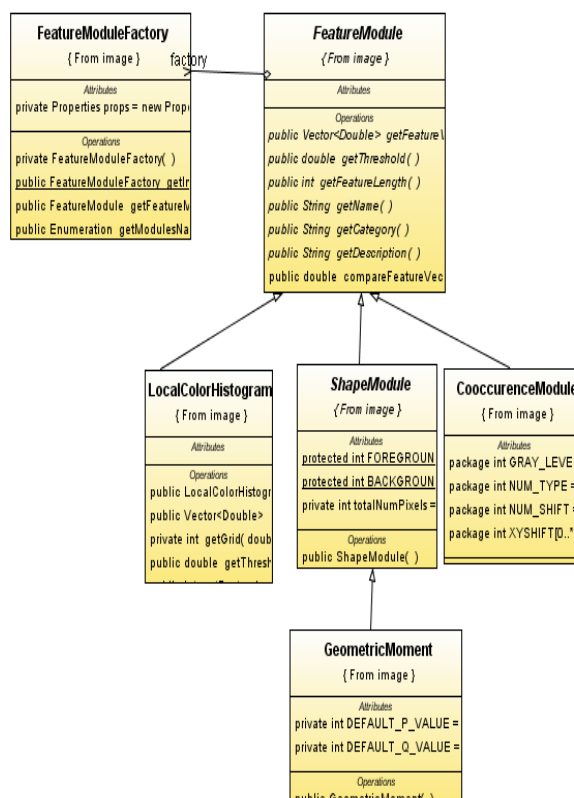 FeatureModuleFactory
{ From image }
Attributes
private Properties props = new Prop
Operations
private FeatureModuleFactory( )
public FeatureModuleFactory getIn
public FeatureModule getFeatureM
public Enumeration getModulesNa
factory
FeatureModule
{ From image }
Attributes
Operations
public Vector<Double> getFeatureV
public double getThreshold( )
public int getFeatureLength( )
public String getName( )
public String getCategory( )
public String getDescription( )
public double compareFeatureVec
LocalColorHistogram
{ From image }
Attributes
Operations
public LocalColorHistogr
public Vector<Double>
private int getGrid( doub
public double getThresh
ShapeModule
{ From image }
Attributes
protected int FOREGROUN
protected int BACKGROUN
private int totalNumPixels =
Operations
public ShapeModule( )
CooccurenceModule
{ From image }
Attributes
package int GRAY_LEVE
package int NUM_TYPE =
package int NUM_SHIFT =
package int XYSHIFT[0..*
GeometricMoment
{ From image }
Attributes
private int DEFAULT_P_VALUE =
private int DEFAULT_Q_VALUE =
Operations
public GeometricMoment( )